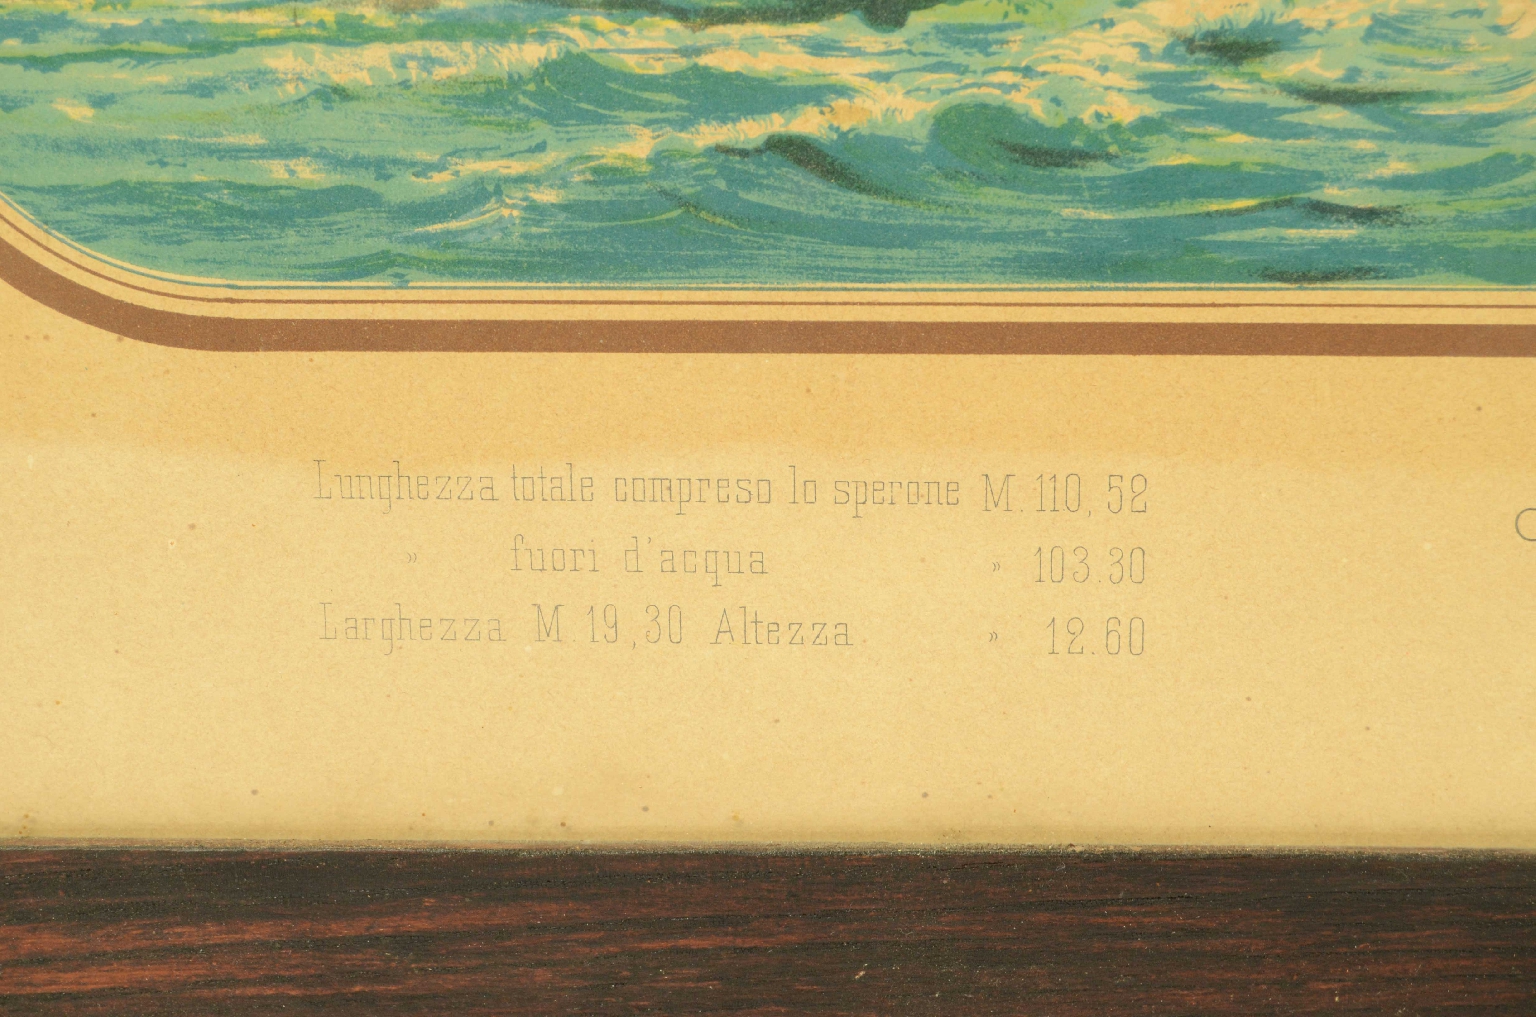 Lunghezza totale compreso lo sperone M. 110,52
» fuori d'acqua » 103.30
Larghezza M. 19,30 Altezza » 12.60